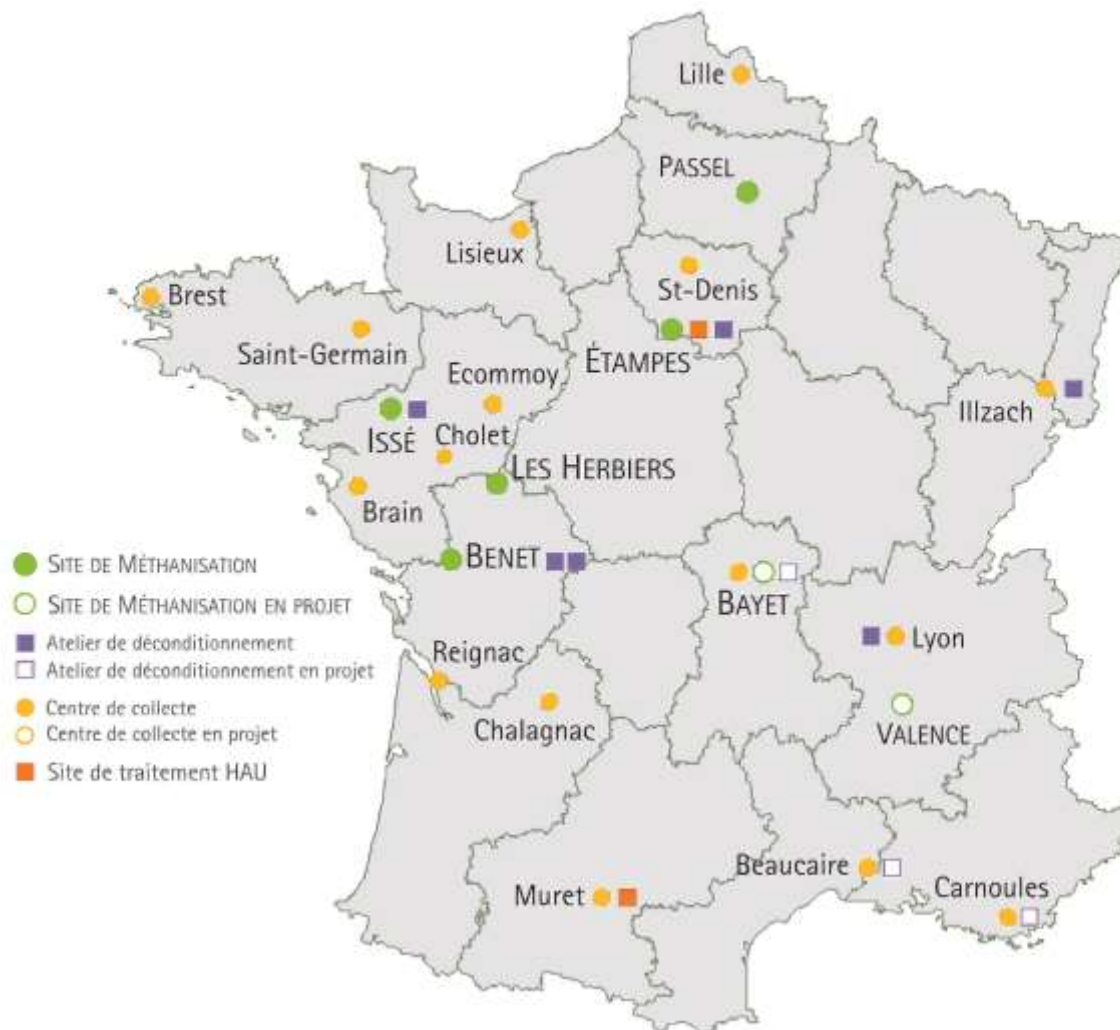 Lille
PASSEL
Lisieux
St-Denis
Brest
Saint-Germain
ÉTAMPES
Ecommoy
Illzach
ISSÉ
Cholet
LES HERBIERS
Brain
BENET
BAYET
Lyon
Reignac
Chalagnac
VALENCE
Beaucaire
Carnoules
Muret
SITE DE MÉTHANISATION
SITE DE MÉTHANISATION EN PROJET
Atelier de déconditionnement
Atelier de déconditionnement en projet
Centre de collecte
Centre de collecte en projet
Site de traitement HAU